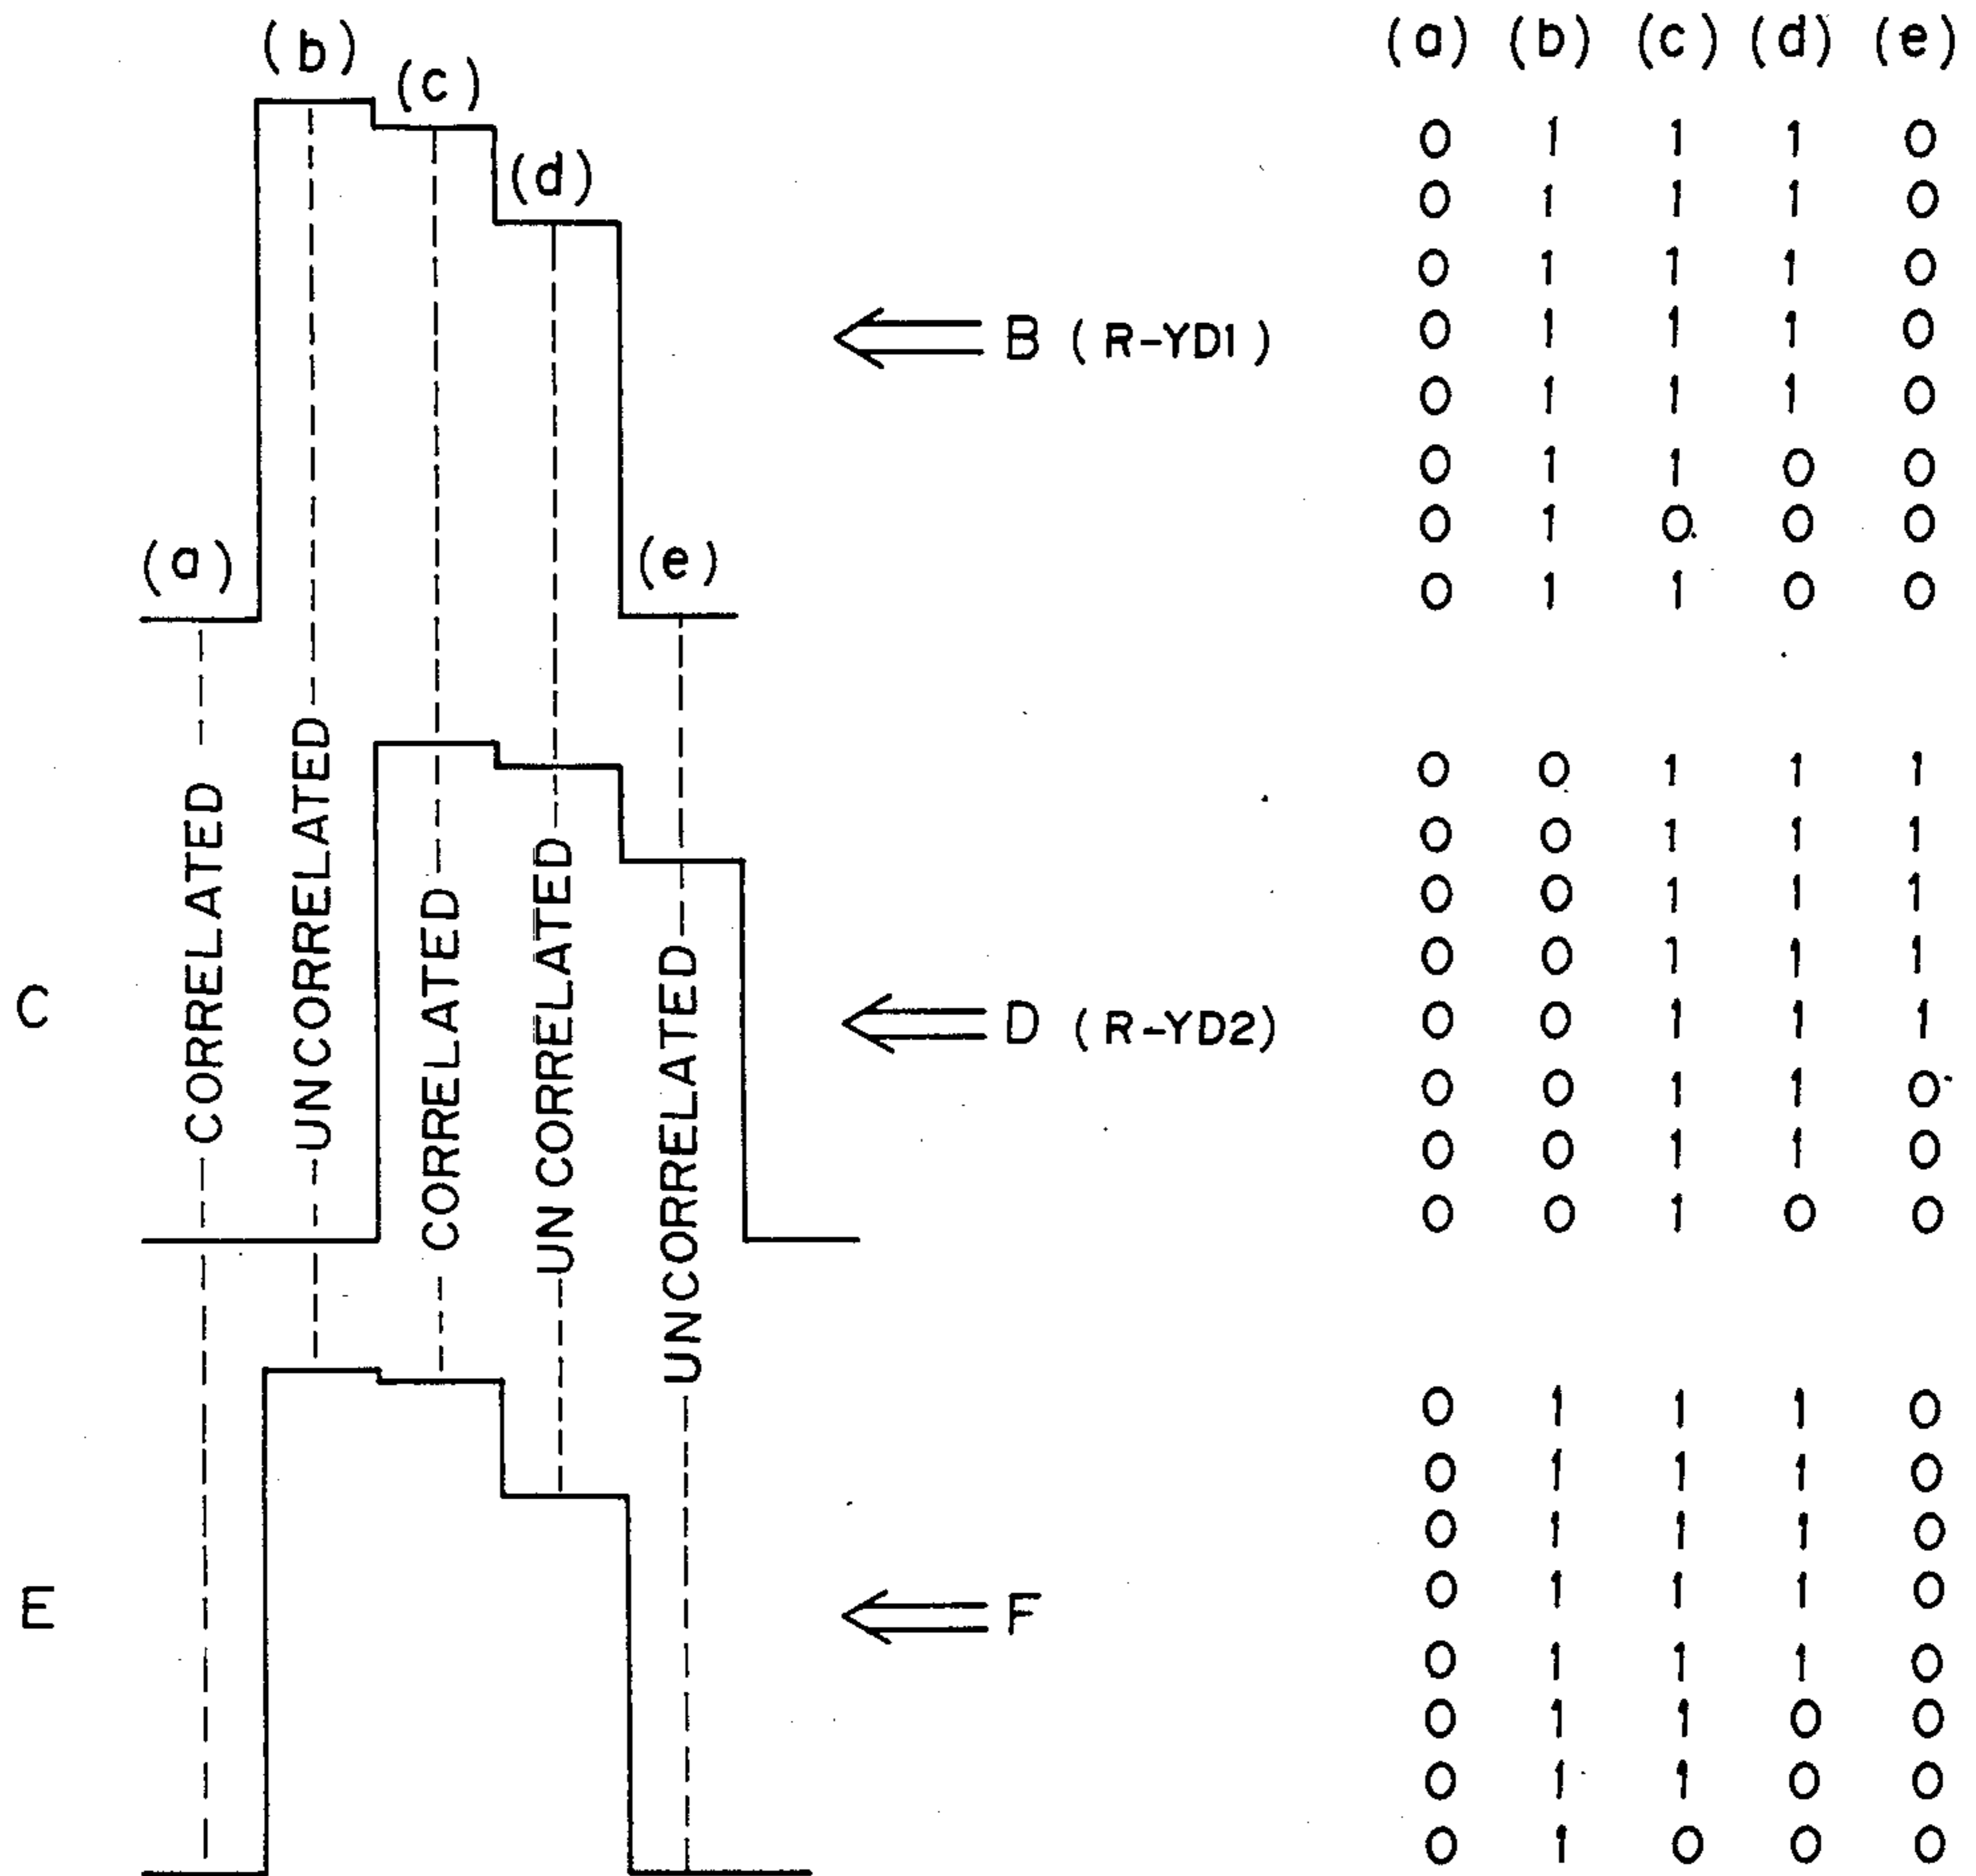 (b) (c) (d) (a) (e)
(a) (b) (c) (d) (e)
0 1 1 1 0
0 1 1 1 0
0 1 1 1 0
B (R-YD1) 0 1 1 1 0
0 1 1 1 0
0 1 1 0 0
0 1 0 0 0
0 1 1 0 0
CORRELATED
UNCORRELATED
CORRELATED
UN CORRELATED
UNCORRELATED
0 0 1 1 1
0 0 1 1 1
0 0 1 1 1
0 0 1 1 1
C D (R-YD2) 0 0 1 1 1
0 0 1 1 0
0 0 1 1 0
0 0 1 0 0
0 1 1 1 0
0 1 1 1 0
0 1 1 1 0
E F 0 1 1 1 0
0 1 1 1 0
0 1 1 0 0
0 1 1 0 0
0 1 0 0 0